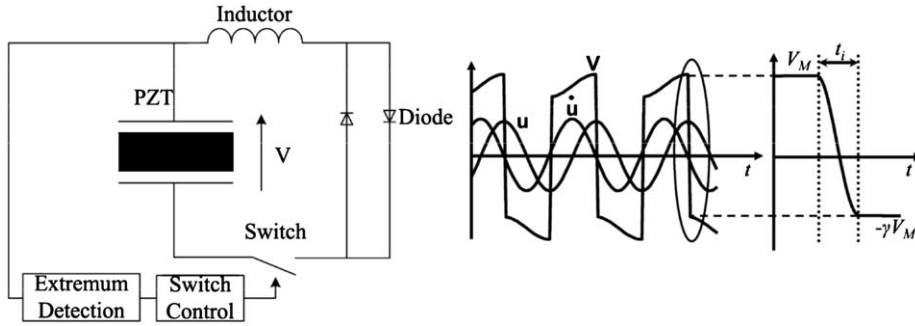 Inductor
PZT
V
Diode
Switch
Extremum
Detection
Switch
Control
V
u
u̇
t
V_M
t_i
t
-γV_M